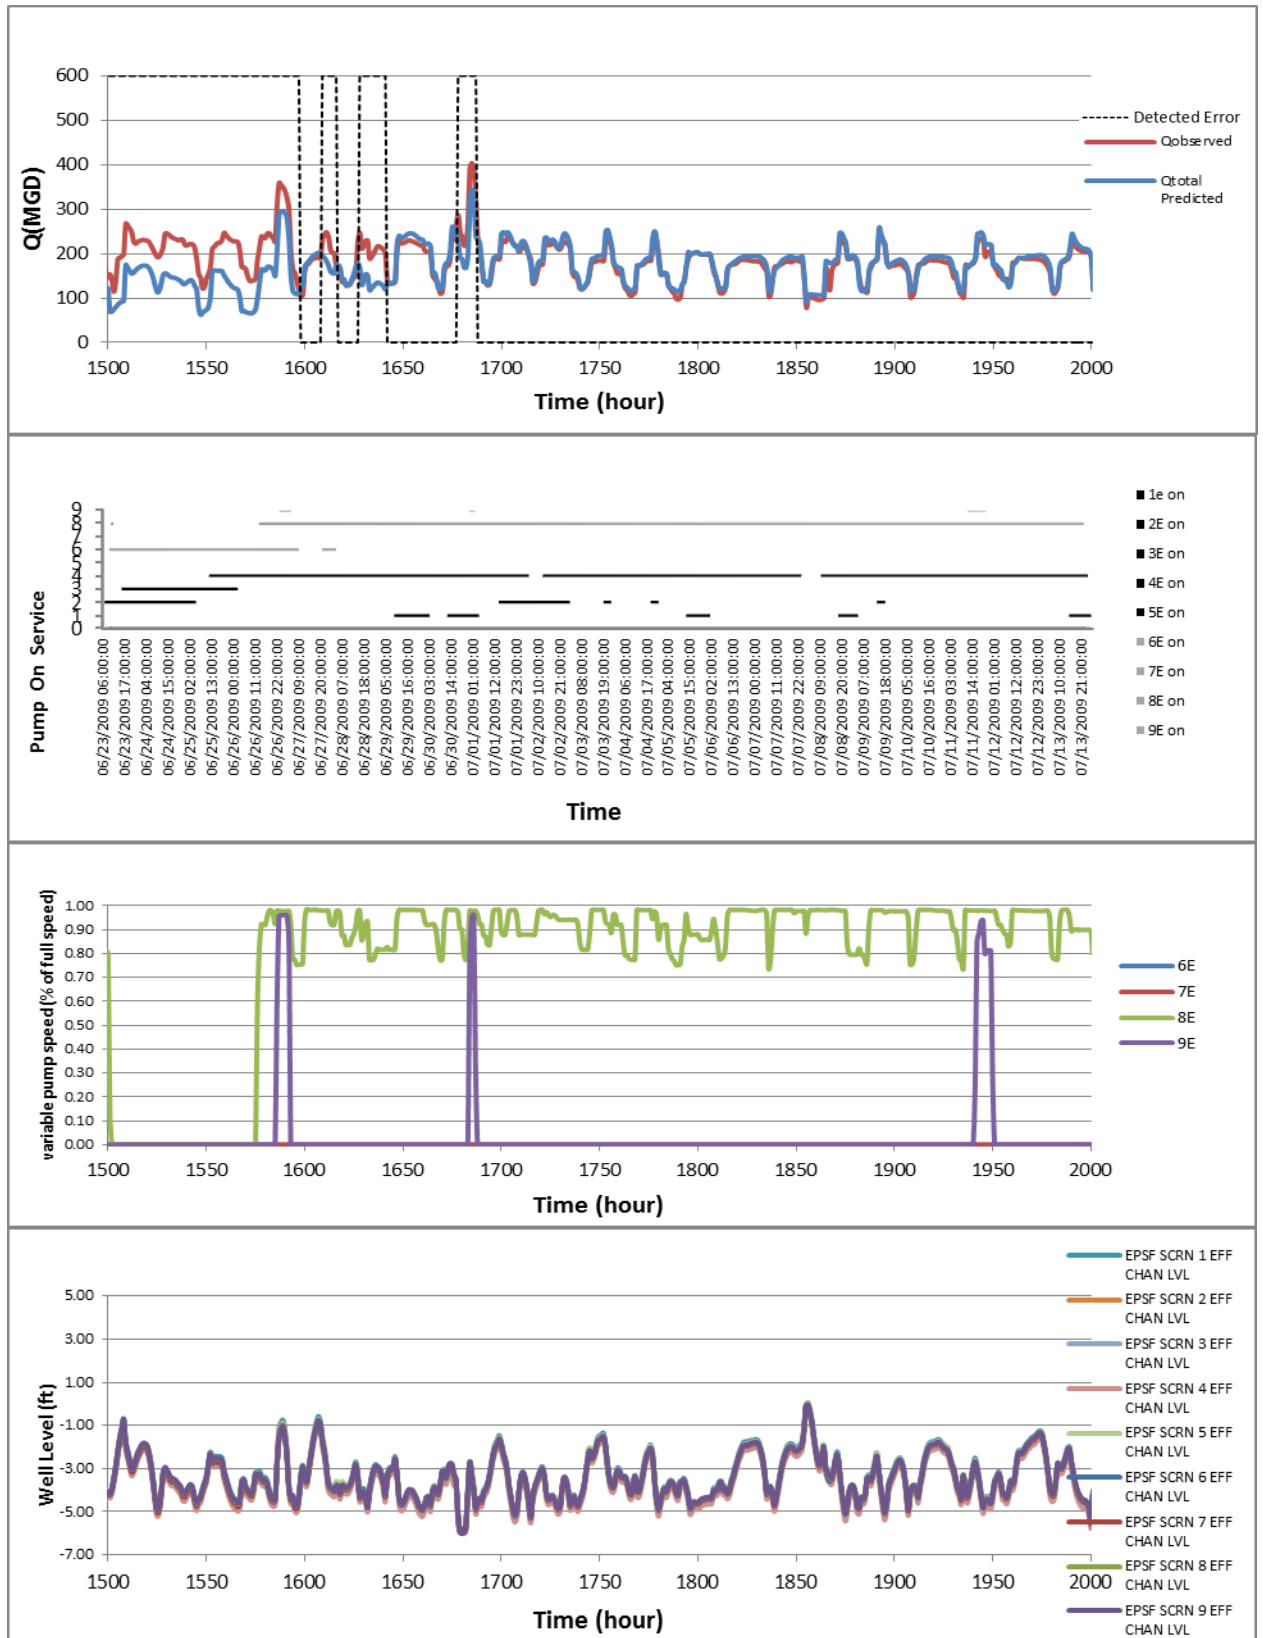 600
500
400
300
200
100
0
Q(MGD)
1500 1550 1600 1650 1700 1750 1800 1850 1900 1950 2000
Time (hour)
Detected Error
Qobserved
Qtotal
Predicted
9
8
7
6
5
4
3
2
1
0
Pump On Service
06/23/2009 06:00:00
06/23/2009 17:00:00
06/24/2009 04:00:00
06/24/2009 15:00:00
06/25/2009 02:00:00
06/25/2009 13:00:00
06/26/2009 00:00:00
06/26/2009 11:00:00
06/26/2009 22:00:00
06/27/2009 09:00:00
06/27/2009 20:00:00
06/28/2009 07:00:00
06/28/2009 18:00:00
06/29/2009 05:00:00
06/29/2009 16:00:00
06/30/2009 03:00:00
06/30/2009 14:00:00
07/01/2009 01:00:00
07/01/2009 12:00:00
07/01/2009 23:00:00
07/02/2009 10:00:00
07/02/2009 21:00:00
07/03/2009 08:00:00
07/03/2009 19:00:00
07/04/2009 06:00:00
07/04/2009 17:00:00
07/05/2009 04:00:00
07/05/2009 15:00:00
07/06/2009 02:00:00
07/06/2009 13:00:00
07/07/2009 00:00:00
07/07/2009 11:00:00
07/07/2009 22:00:00
07/08/2009 09:00:00
07/08/2009 20:00:00
07/09/2009 07:00:00
07/09/2009 18:00:00
07/10/2009 05:00:00
07/10/2009 16:00:00
07/11/2009 03:00:00
07/11/2009 14:00:00
07/12/2009 01:00:00
07/12/2009 12:00:00
07/12/2009 23:00:00
07/13/2009 10:00:00
07/13/2009 21:00:00
Time
1e on
2E on
3E on
4E on
5E on
6E on
7E on
8E on
9E on
1.00
0.90
0.80
0.70
0.60
0.50
0.40
0.30
0.20
0.10
0.00
variable pump speed(% of full speed)
1500 1550 1600 1650 1700 1750 1800 1850 1900 1950 2000
Time (hour)
6E
7E
8E
9E
5.00
3.00
1.00
-1.00
-3.00
-5.00
-7.00
Well Level (ft)
1500 1550 1600 1650 1700 1750 1800 1850 1900 1950 2000
Time (hour)
EPSF SCRN 1 EFF
CHAN LVL
EPSF SCRN 2 EFF
CHAN LVL
EPSF SCRN 3 EFF
CHAN LVL
EPSF SCRN 4 EFF
CHAN LVL
EPSF SCRN 5 EFF
CHAN LVL
EPSF SCRN 6 EFF
CHAN LVL
EPSF SCRN 7 EFF
CHAN LVL
EPSF SCRN 8 EFF
CHAN LVL
EPSF SCRN 9 EFF
CHAN LVL